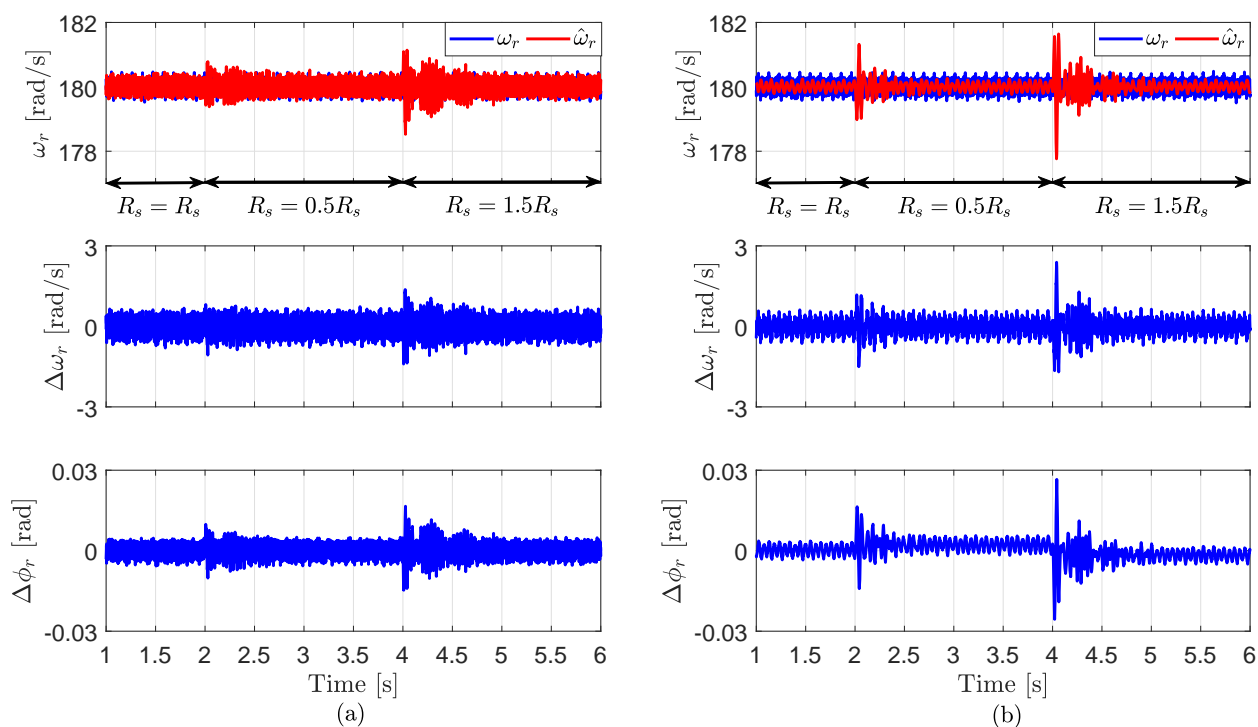 182
180
178
ω_r [rad/s]
ω_r ω̂_r
R_s = R_s R_s = 0.5R_s R_s = 1.5R_s
3
0
-3
Δω_r [rad/s]
0.03
0
-0.03
Δϕ_r [rad]
1 1.5 2 2.5 3 3.5 4 4.5 5 5.5 6
Time [s]
(a)
182
180
178
ω_r [rad/s]
ω_r ω̂_r
R_s = R_s R_s = 0.5R_s R_s = 1.5R_s
3
0
-3
Δω_r [rad/s]
0.03
0
-0.03
Δϕ_r [rad]
1 1.5 2 2.5 3 3.5 4 4.5 5 5.5 6
Time [s]
(b)